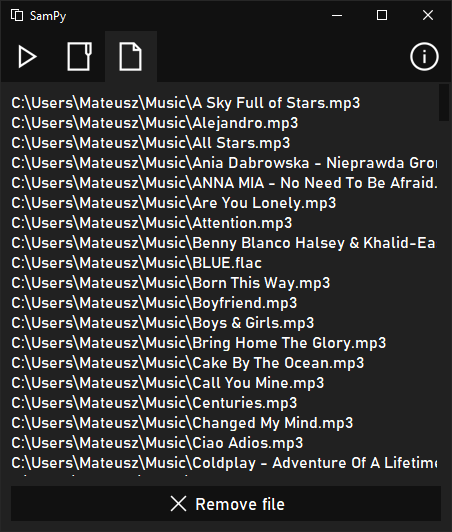 SamPy
C:\Users\Mateusz\Music\A Sky Full of Stars.mp3
C:\Users\Mateusz\Music\Alejandro.mp3
C:\Users\Mateusz\Music\All Stars.mp3
C:\Users\Mateusz\Music\Ania Dabrowska - Nieprawda Gro
C:\Users\Mateusz\Music\ANNA MIA - No Need To Be Afraid.
C:\Users\Mateusz\Music\Are You Lonely.mp3
C:\Users\Mateusz\Music\Attention.mp3
C:\Users\Mateusz\Music\Benny Blanco Halsey & Khalid-Ea
C:\Users\Mateusz\Music\BLUE.flac
C:\Users\Mateusz\Music\Born This Way.mp3
C:\Users\Mateusz\Music\Boyfriend.mp3
C:\Users\Mateusz\Music\Boys & Girls.mp3
C:\Users\Mateusz\Music\Bring Home The Glory.mp3
C:\Users\Mateusz\Music\Cake By The Ocean.mp3
C:\Users\Mateusz\Music\Call You Mine.mp3
C:\Users\Mateusz\Music\Centuries.mp3
C:\Users\Mateusz\Music\Changed My Mind.mp3
C:\Users\Mateusz\Music\Ciao Adios.mp3
C:\Users\Mateusz\Music\Coldplay - Adventure Of A Lifetime
Remove file